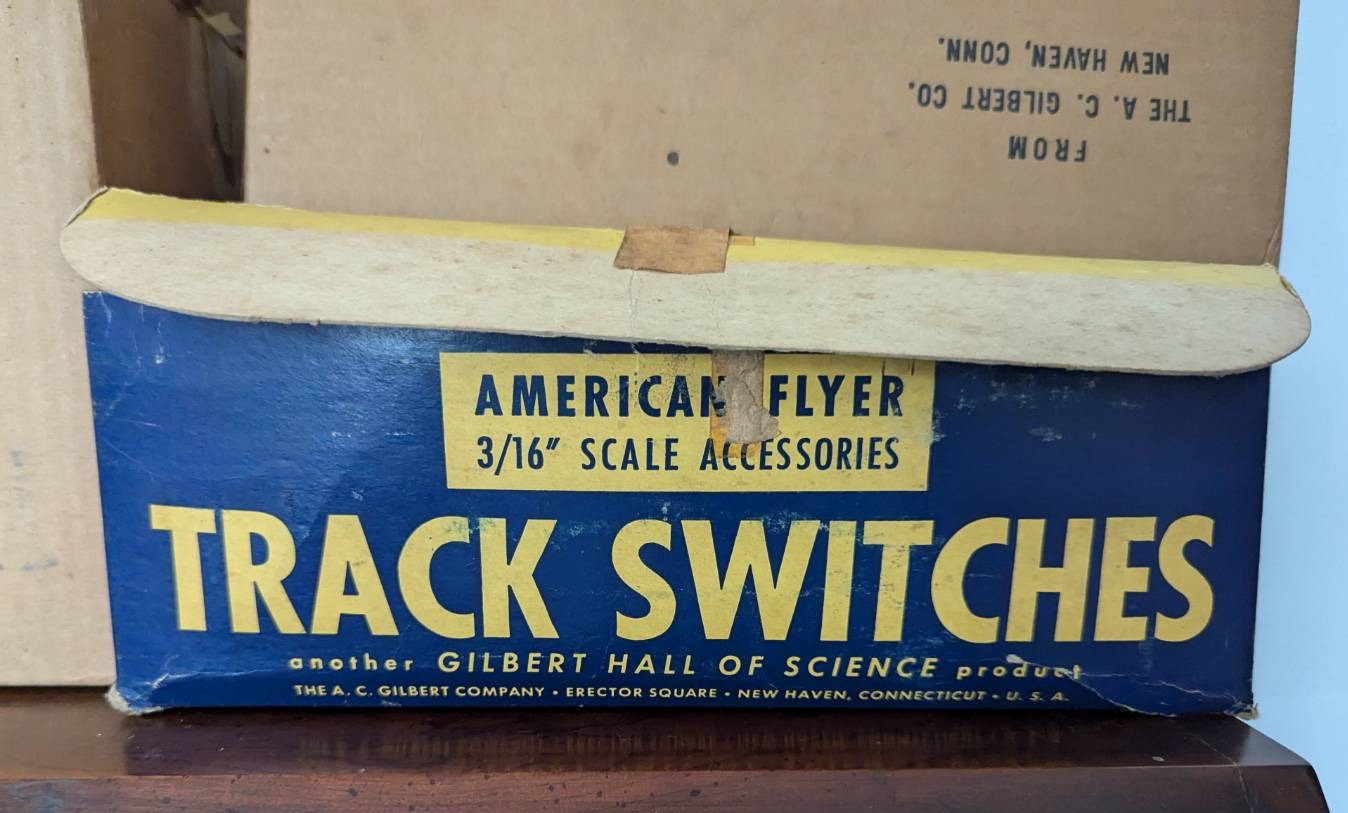 FROM
THE A. C. GILBERT CO.
NEW HAVEN, CONN.
AMERICAN FLYER
3/16" SCALE ACCESSORIES
TRACK SWITCHES
another GILBERT HALL OF SCIENCE product
THE A. C. GILBERT COMPANY • ERECTOR SQUARE • NEW HAVEN, CONNECTICUT • U. S. A.